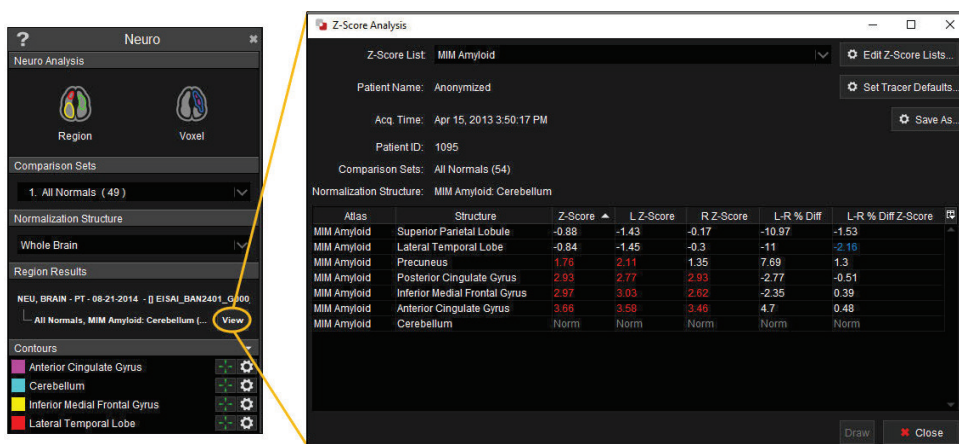 ? Neuro
Neuro Analysis
Region Voxel
Comparison Sets
1. All Normals ( 49 )
Normalization Structure
Whole Brain
Region Results
NEU, BRAIN - PT - 08-21-2014 - [] EISAI_BAN2401_G000_
All Normals, MIM Amyloid: Cerebellum (... View
Contours
Anterior Cingulate Gyrus
Cerebellum
Inferior Medial Frontal Gyrus
Lateral Temporal Lobe
Z-Score Analysis
Z-Score List: MIM Amyloid Edit Z-Score Lists...
Patient Name: Anonymized Set Tracer Defaults...
Acq. Time: Apr 15, 2013 3:50:17 PM Save As...
Patient ID: 1095
Comparison Sets: All Normals (54)
Normalization Structure: MIM Amyloid: Cerebellum
Atlas Structure Z-Score L Z-Score R Z-Score L-R % Diff L-R % Diff Z-Score
MIM Amyloid Superior Parietal Lobule -0.88 -1.43 -0.17 -10.97 -1.53
MIM Amyloid Lateral Temporal Lobe -0.84 -1.45 -0.3 -11 -2.16
MIM Amyloid Precuneus 1.76 2.11 1.35 7.69 1.3
MIM Amyloid Posterior Cingulate Gyrus 2.93 2.77 2.93 -2.77 -0.51
MIM Amyloid Inferior Medial Frontal Gyrus 2.97 3.03 2.62 -2.35 0.39
MIM Amyloid Anterior Cingulate Gyrus 3.66 3.58 3.46 4.7 0.48
MIM Amyloid Cerebellum Norm Norm Norm Norm Norm
Draw Close